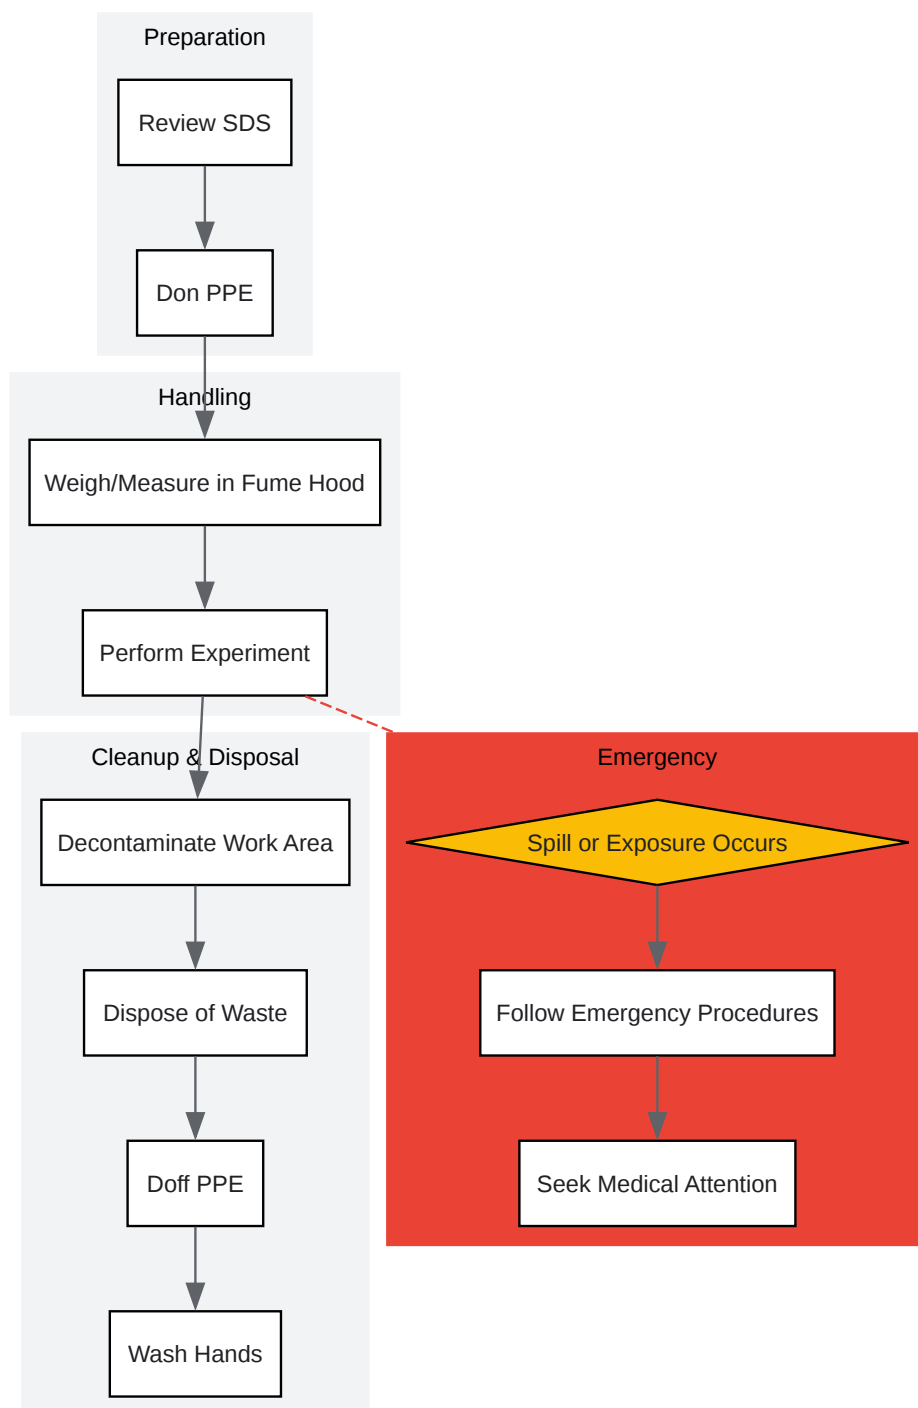 Preparation
Review SDS
Don PPE
Handling
Weigh/Measure in Fume Hood
Perform Experiment
Cleanup & Disposal
Decontaminate Work Area
Dispose of Waste
Doff PPE
Wash Hands
Emergency
Spill or Exposure Occurs
Follow Emergency Procedures
Seek Medical Attention